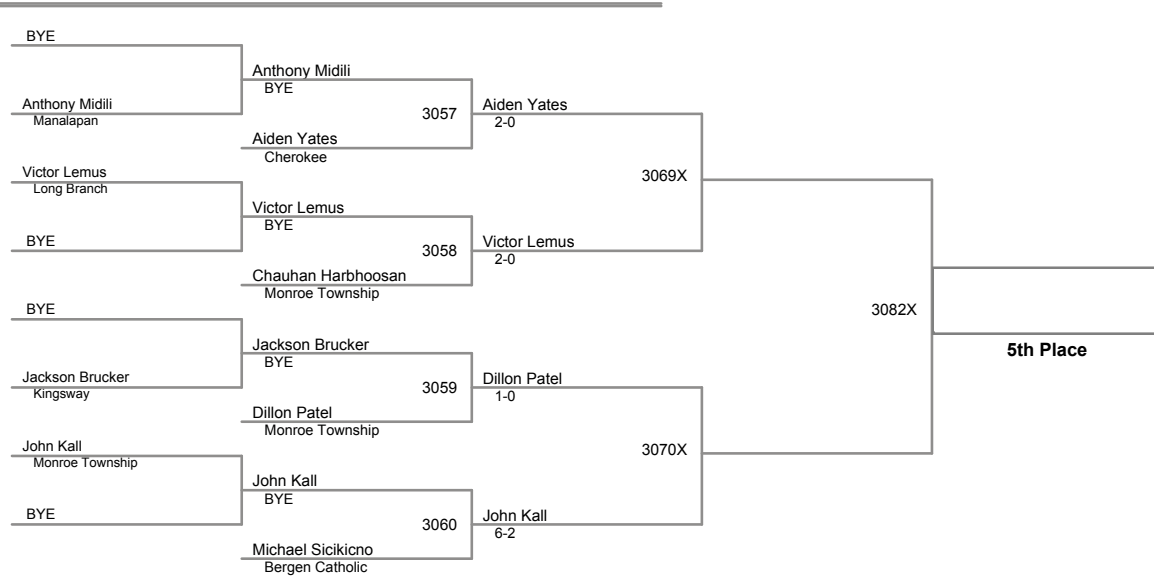 BYE
Anthony Midili
BYE
Anthony Midili
Manalapan
3057
Aiden Yates
2-0
Aiden Yates
Cherokee
Victor Lemus
Long Branch
3069X
Victor Lemus
BYE
BYE
3058
Victor Lemus
2-0
Chauhan Harbhoosan
Monroe Township
BYE
3082X
Jackson Brucker
BYE
5th Place
Jackson Brucker
Kingsway
3059
Dillon Patel
1-0
Dillon Patel
Monroe Township
John Kall
Monroe Township
3070X
John Kall
BYE
BYE
3060
John Kall
6-2
Michael Sicikicno
Bergen Catholic